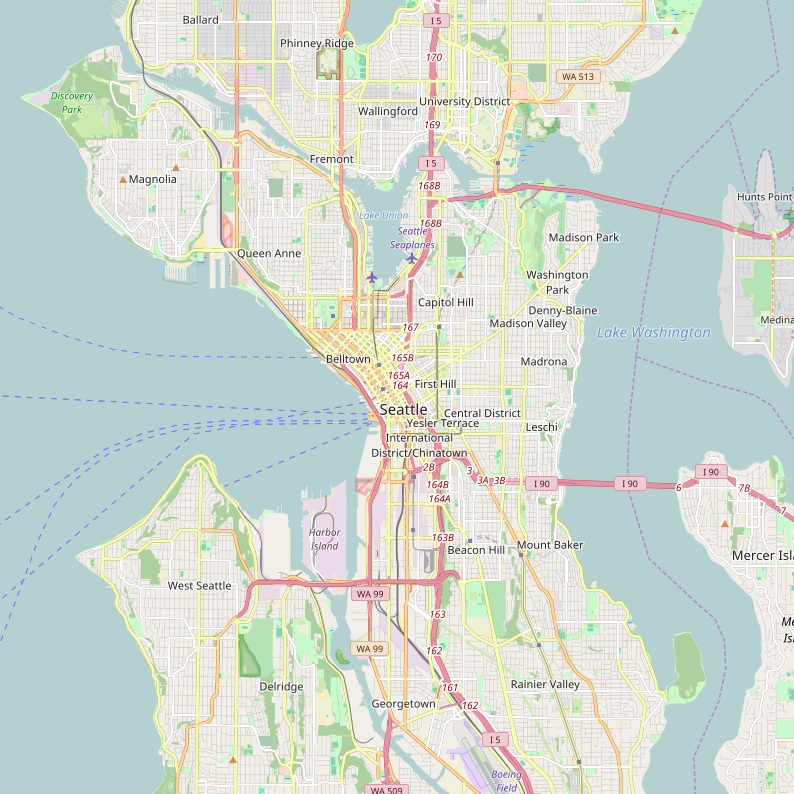 Ballard
I 5
Phinney Ridge
170
WA 513
Discovery
Park
University District
Wallingford
169
Fremont
I 5
Magnolia
168B
Hunts Point
Lake Union
168B
Seattle
Seaplanes
Madison Park
Queen Anne
Washington
Park
Capitol Hill
Denny-Blaine
Medina
Madison Valley
167
Lake Washington
Belltown
165B
Madrona
165A
164
First Hill
Seattle
Central District
Yesler Terrace
Leschi
International
District/Chinatown
2B
3
I 90
3A
3B
I 90
I 90
6
7B
164B
164A
7
Harbor
Island
163B
Beacon Hill
Mount Baker
Mercer Isla
West Seattle
WA 99
163
Me
Isl
WA 99
162
Delridge
161
Rainier Valley
Georgetown
162
I 5
Boeing
Field
WA 509